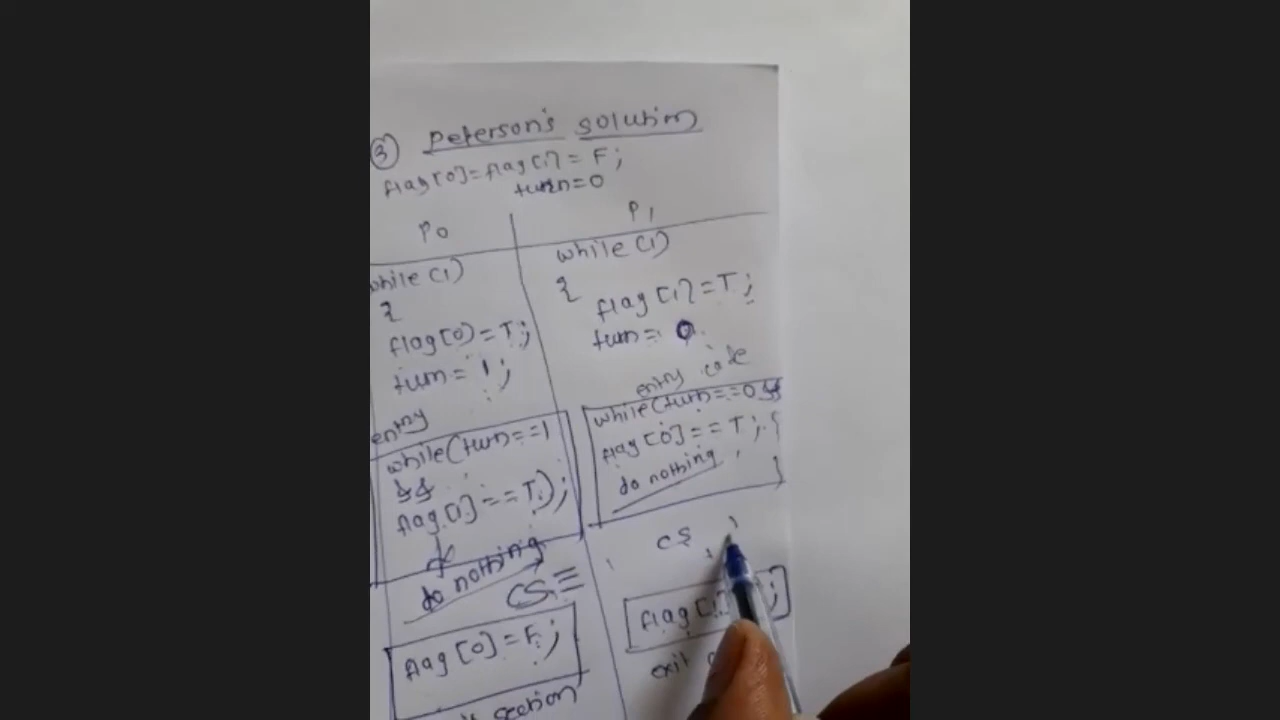 ③ Peterson's solution
flag[0]=flag[1]=F;
turn=0
P0
while(1)
{
flag[0]=T;
turn=1;
entry
while(turn==1
&&
flag[1]==T);
do nothing
CS
flag[0]=F;
section
P1
while(1)
{
flag[1]=T;
turn=0
entry code
while(turn==0 &&
flag[0]==T; {
do nothing }
CS
flag[1] ;
exit